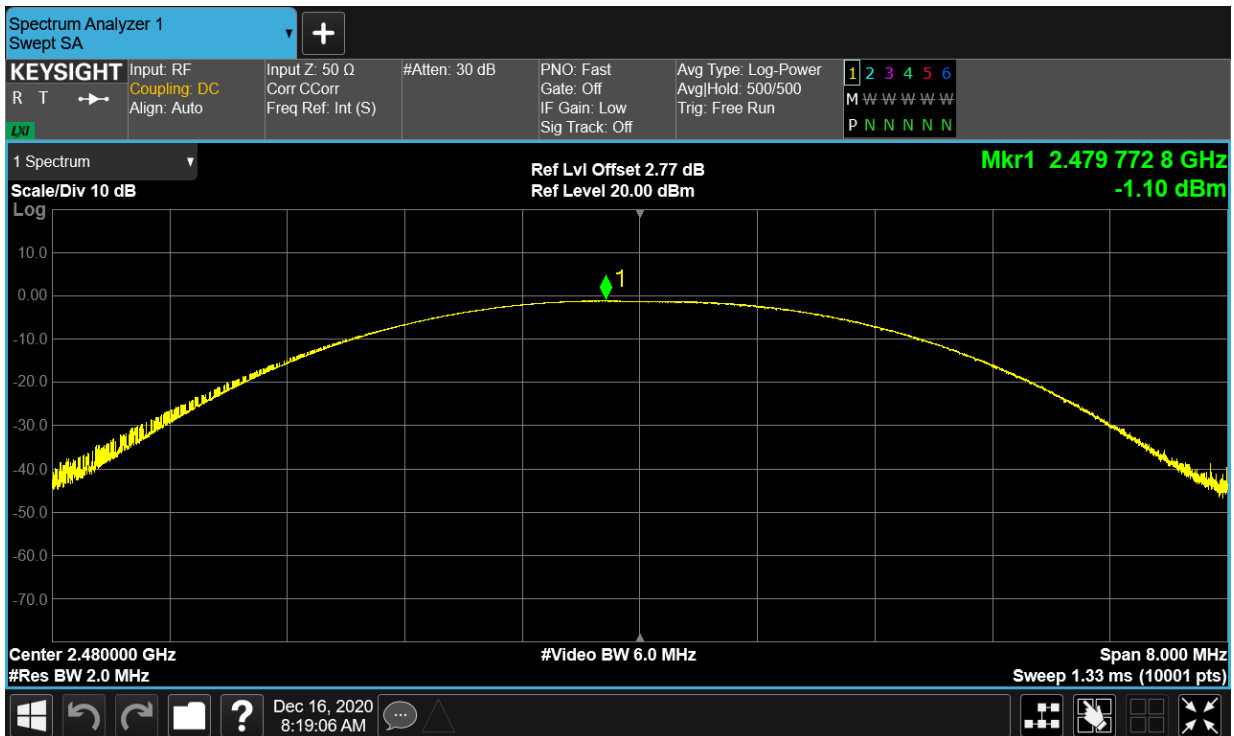 Spectrum Analyzer 1
Swept SA
+
KEYSIGHT
R T
LXI
Input: RF
Coupling: DC
Align: Auto
Input Z: 50 Ω
Corr CCorr
Freq Ref: Int (S)
#Atten: 30 dB
PNO: Fast
Gate: Off
IF Gain: Low
Sig Track: Off
Avg Type: Log-Power
Avg|Hold: 500/500
Trig: Free Run
1 2 3 4 5 6
M W W W W W
P N N N N N
1 Spectrum
Scale/Div 10 dB
Log
Ref Lvl Offset 2.77 dB
Ref Level 20.00 dBm
Mkr1 2.479 772 8 GHz
-1.10 dBm
1
10.0
0.00
-10.0
-20.0
-30.0
-40.0
-50.0
-60.0
-70.0
Center 2.480000 GHz
#Res BW 2.0 MHz
#Video BW 6.0 MHz
Span 8.000 MHz
Sweep 1.33 ms (10001 pts)
?
Dec 16, 2020
8:19:06 AM